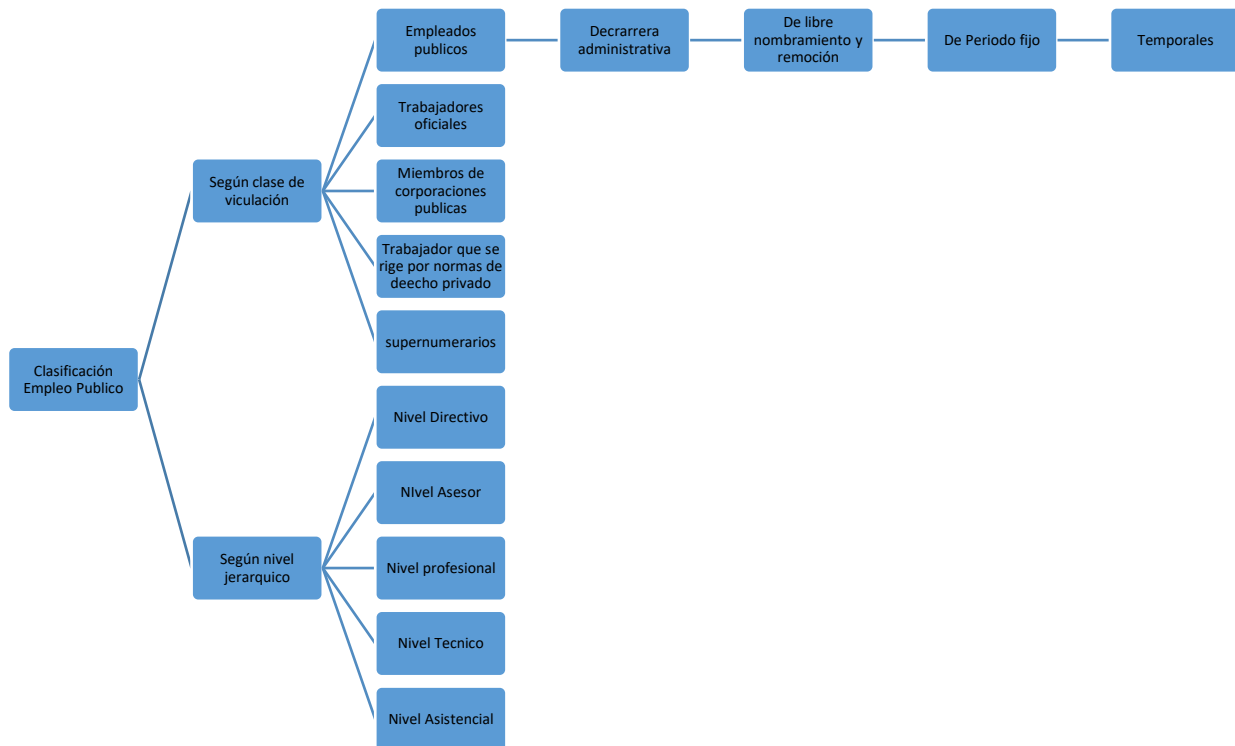 Empleados
publicos
Decarrera
administrativa
De libre
nombramiento y
remoción
De Periodo fijo
Temporales
Trabajadores
oficiales
Según clase de
viculación
Miembros de
corporaciones
publicas
Trabajador que se
rige por normas de
deecho privado
supernumerarios
Clasificación
Empleo Publico
Nivel Directivo
NIvel Asesor
Según nivel
jerarquico
Nivel profesional
Nivel Tecnico
Nivel Asistencial